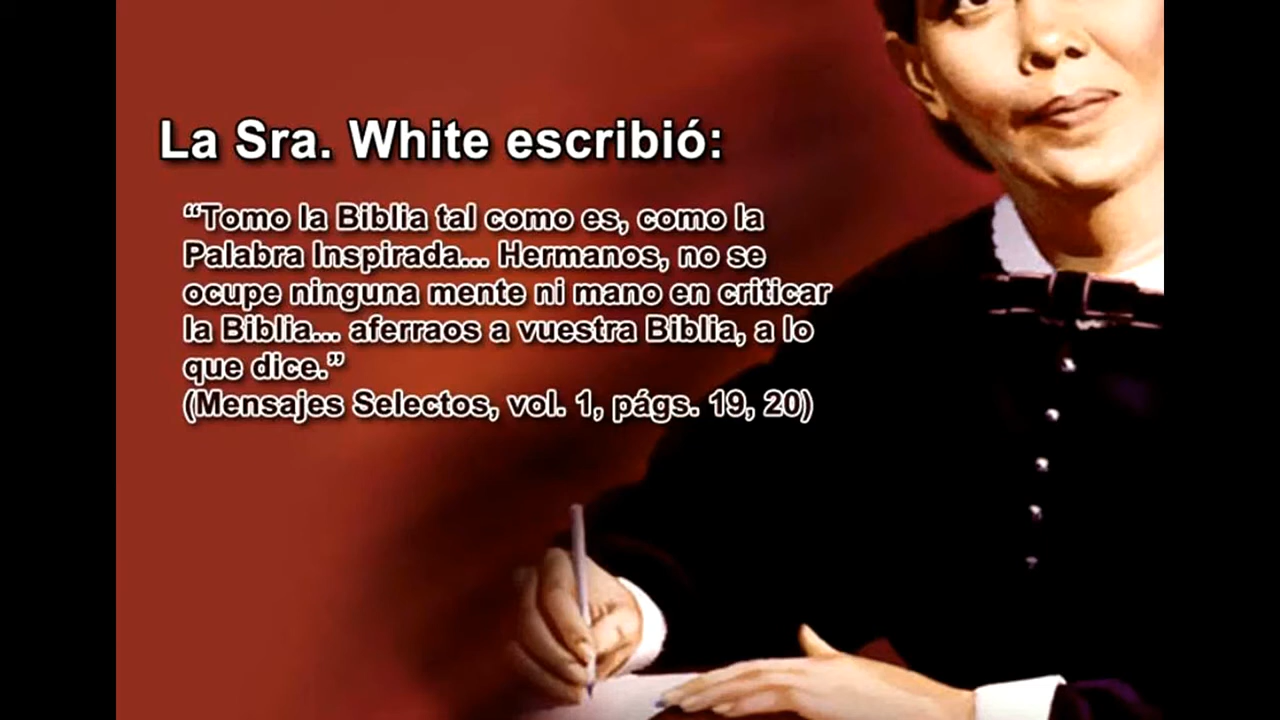 La Sra. White escribió:
“Tomo la Biblia tal como es, como la
Palabra Inspirada... Hermanos, no se
ocupe ninguna mente ni mano en criticar
la Biblia... aferraos a vuestra Biblia, a lo
que dice.”
(Mensajes Selectos, vol. 1, págs. 19, 20)